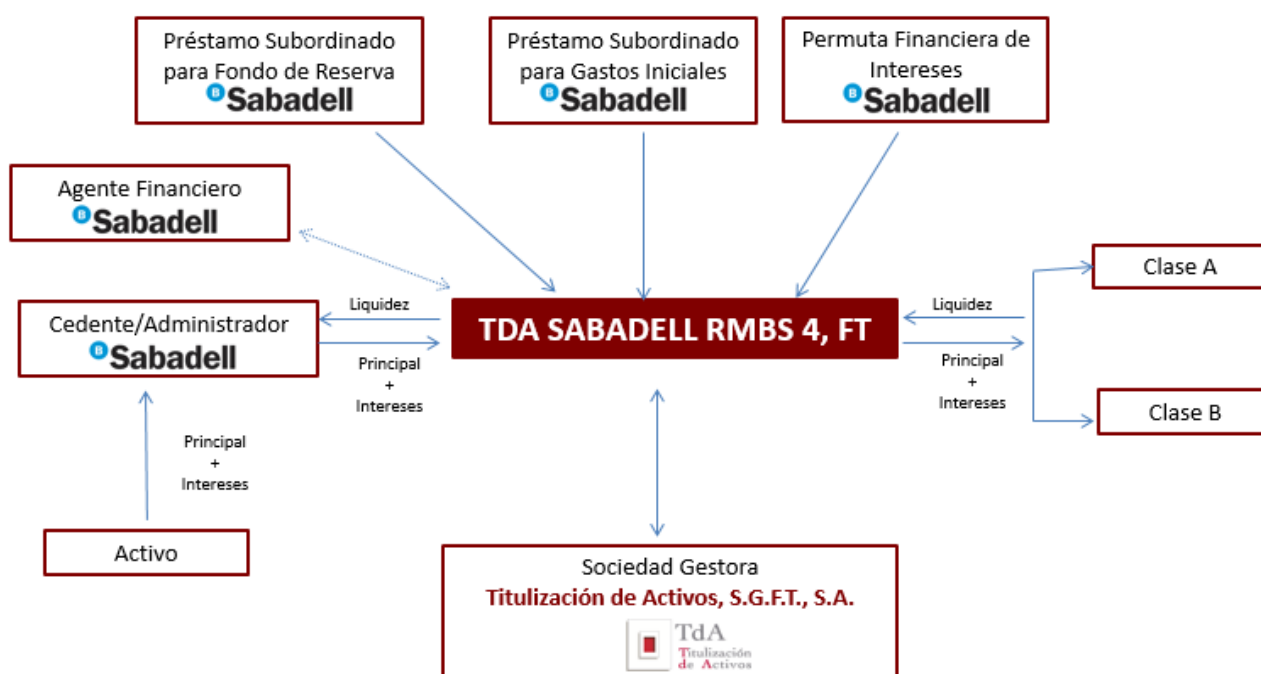 Préstamo Subordinado
para Fondo de Reserva
B Sabadell
Préstamo Subordinado
para Gastos Iniciales
B Sabadell
Permuta Financiera de
Intereses
B Sabadell
Agente Financiero
B Sabadell
Cedente/Administrador
B Sabadell
Liquidez
Principal
+
Intereses
TDA SABADELL RMBS 4, FT
Liquidez
Principal
+
Intereses
Clase A
Clase B
Principal
+
Intereses
Activo
Sociedad Gestora
Titulización de Activos, S.G.F.T., S.A.
TdA
Titulización
de Activos